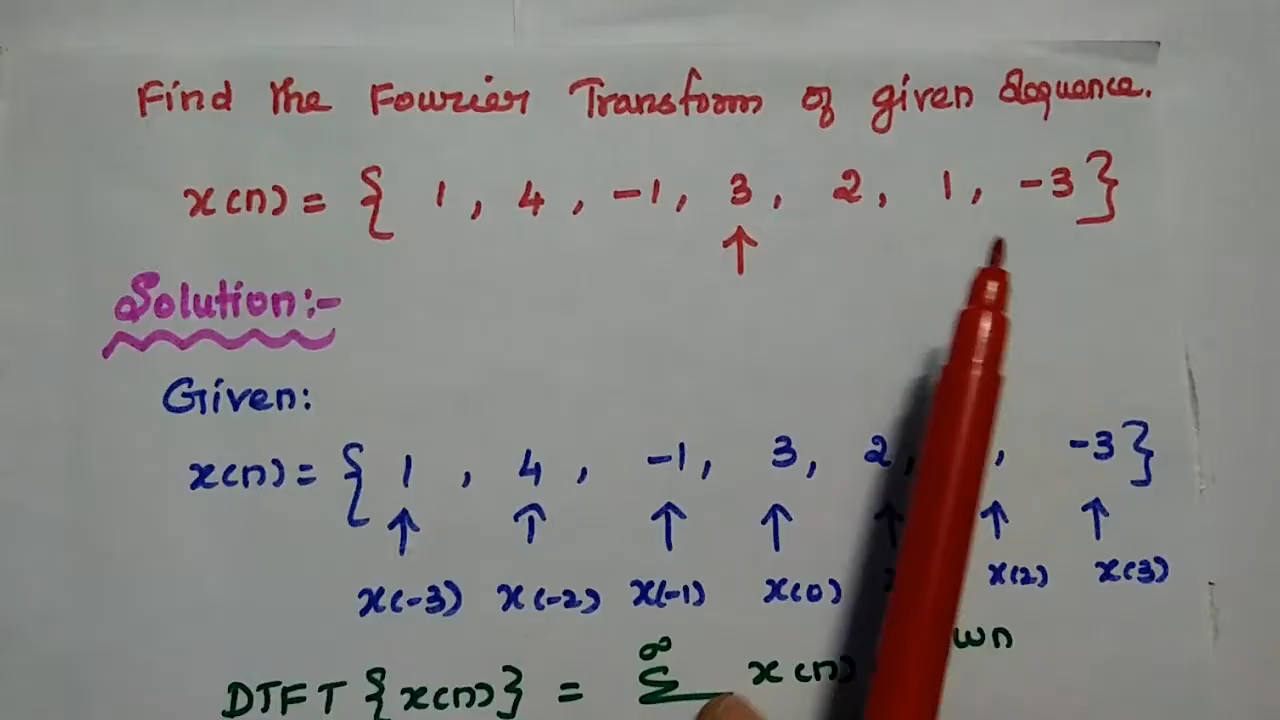 Find the Fourier Transform of given Sequence.
x(n) = { 1 , 4 , -1, 3, 2, 1, -3 }
↑
Solution:-
Given:
x(n) = { 1 , 4 , -1, 3, 2, , -3 }
↑ ↑ ↑ ↑ ↑ ↑ ↑
x(-3) x(-2) x(-1) x(0) x(2) x(3)
DTFT {x(n)} = ∞ Σ x(n) wn